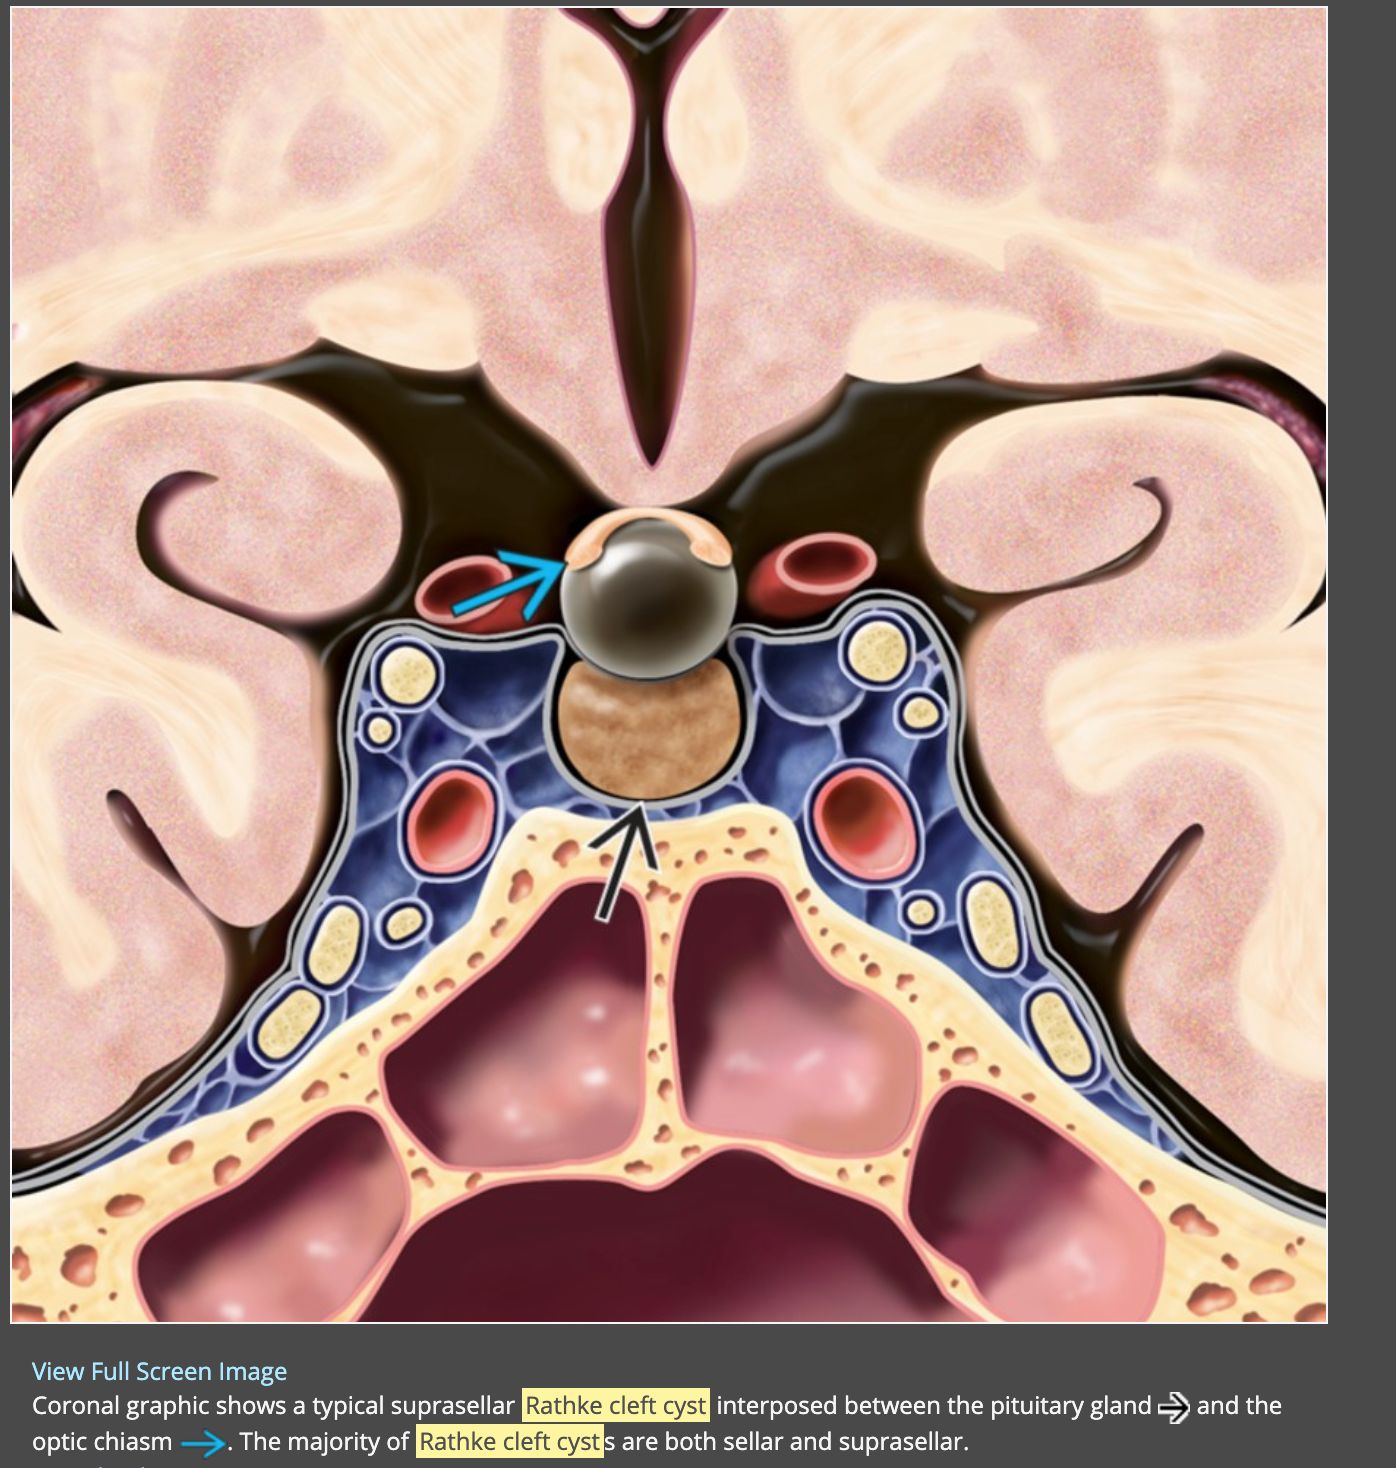 View Full Screen Image
Coronal graphic shows a typical suprasellar Rathke cleft cyst interposed between the pituitary gland and the
optic chiasm . The majority of Rathke cleft cysts are both sellar and suprasellar.